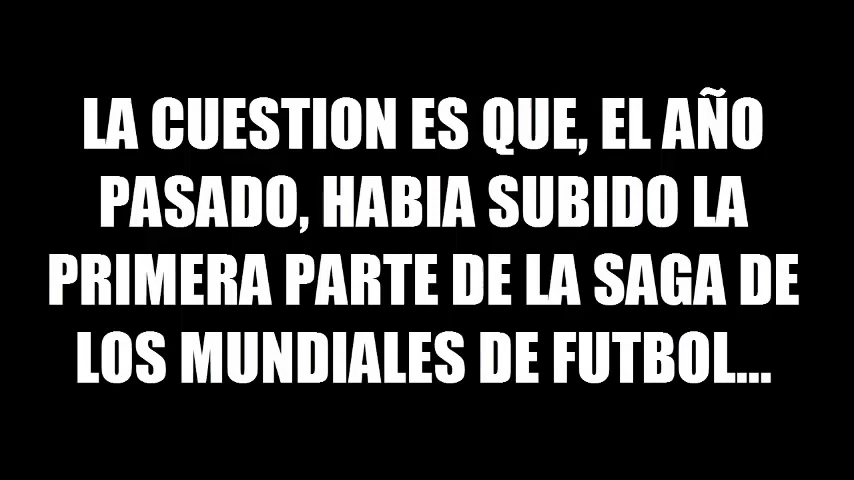 LA CUESTION ES QUE, EL AÑO
PASADO, HABIA SUBIDO LA
PRIMERA PARTE DE LA SAGA DE
LOS MUNDIALES DE FUTBOL...